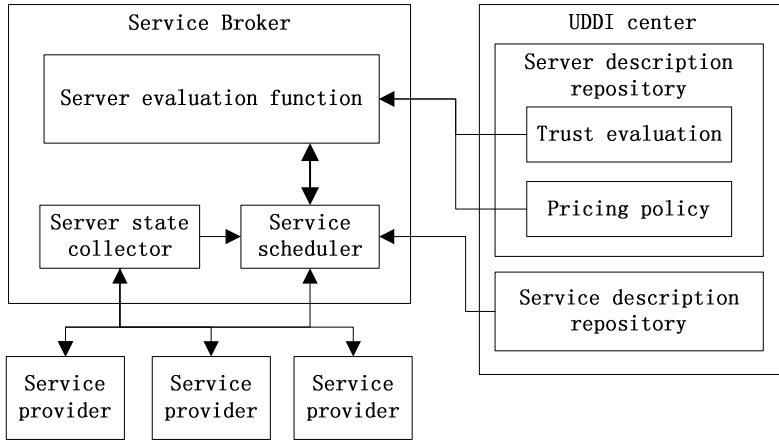 Service Broker
Server evaluation function
Server state
collector
Service
scheduler
UDDI center
Server description
repository
Trust evaluation
Pricing policy
Service description
repository
Service
provider
Service
provider
Service
provider